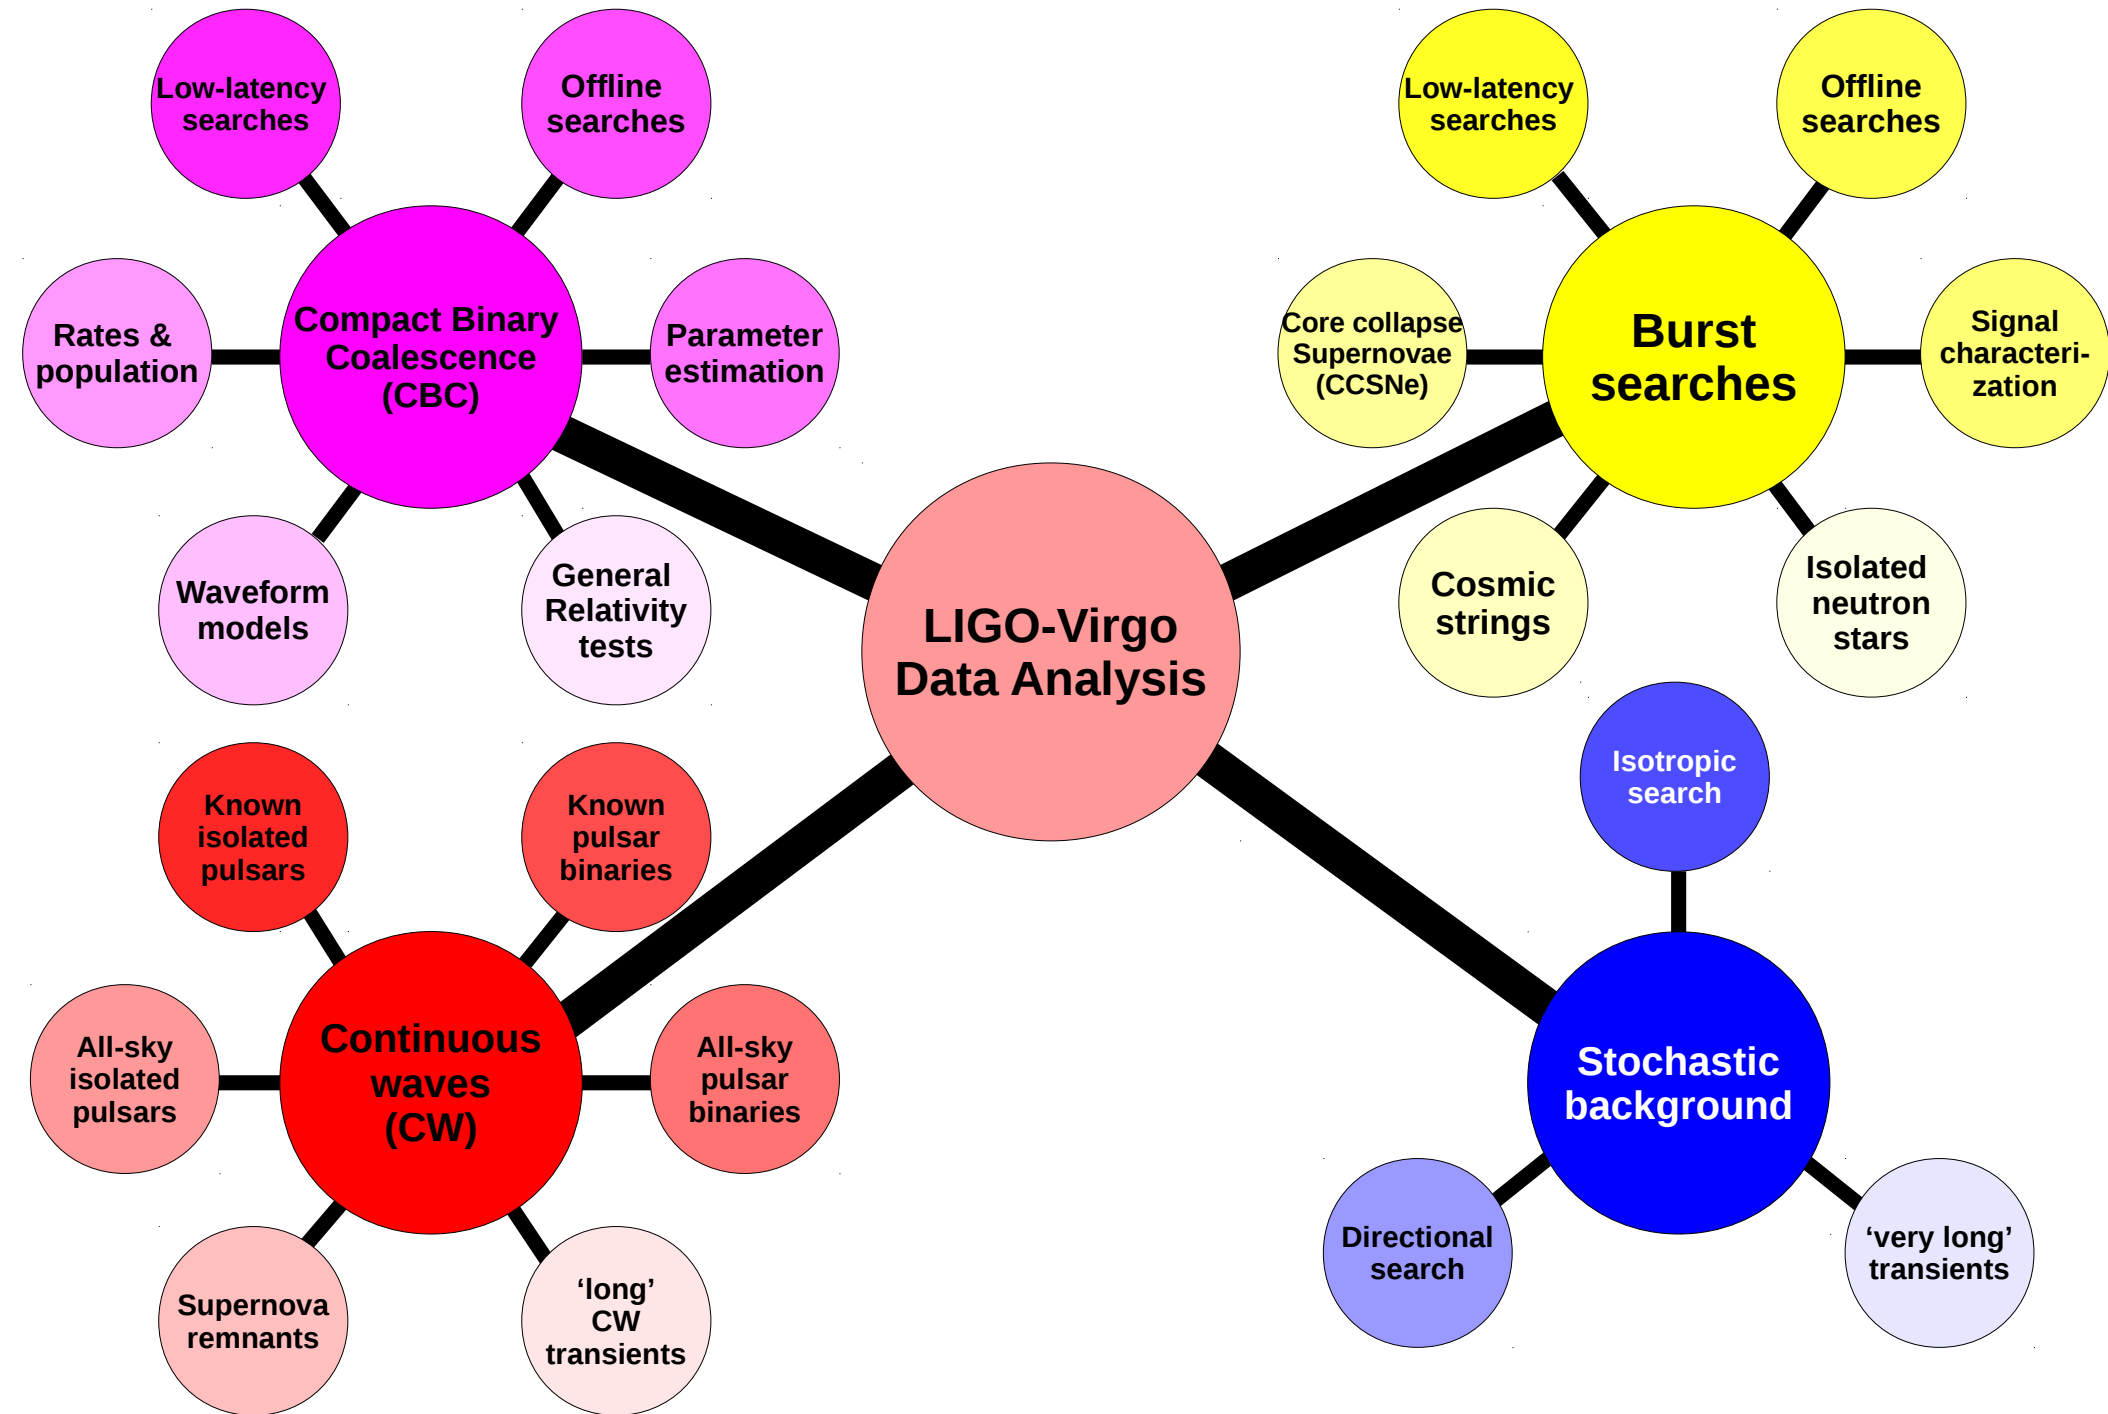 Low-latency
searches
Offline
searches
Rates &
population
Compact Binary
Coalescence
(CBC)
Parameter
estimation
Waveform
models
General
Relativity
tests
Low-latency
searches
Offline
searches
Core collapse
Supernovae
(CCSNe)
Burst
searches
Signal
characteri-
zation
Cosmic
strings
Isolated
neutron
stars
LIGO-Virgo
Data Analysis
Known
isolated
pulsars
Known
pulsar
binaries
All-sky
isolated
pulsars
Continuous
waves
(CW)
All-sky
pulsar
binaries
Supernova
remnants
‘long’
CW
transients
Isotropic
search
Stochastic
background
Directional
search
‘very long’
transients